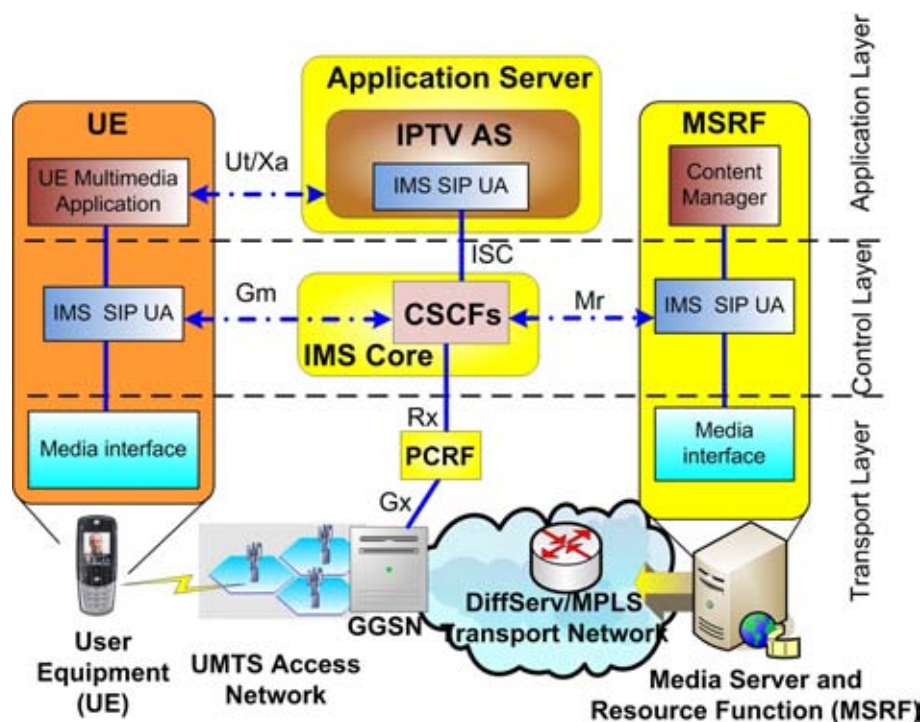 Application Server
UE
IPTV AS
MSRF
Application Layer
Ut/Xa
UE Multimedia
Application
IMS SIP UA
Content
Manager
ISC
Control Layer
Gm
Mr
IMS SIP UA
CSCFs
IMS SIP UA
IMS Core
Rx
Media interface
Media
interface
PCRF
Transport Layer
Gx
DiffServ/MPLS
Transport Network
GGSN
User
Equipment
(UE)
UMTS Access
Network
Media Server and
Resource Function (MSRF)